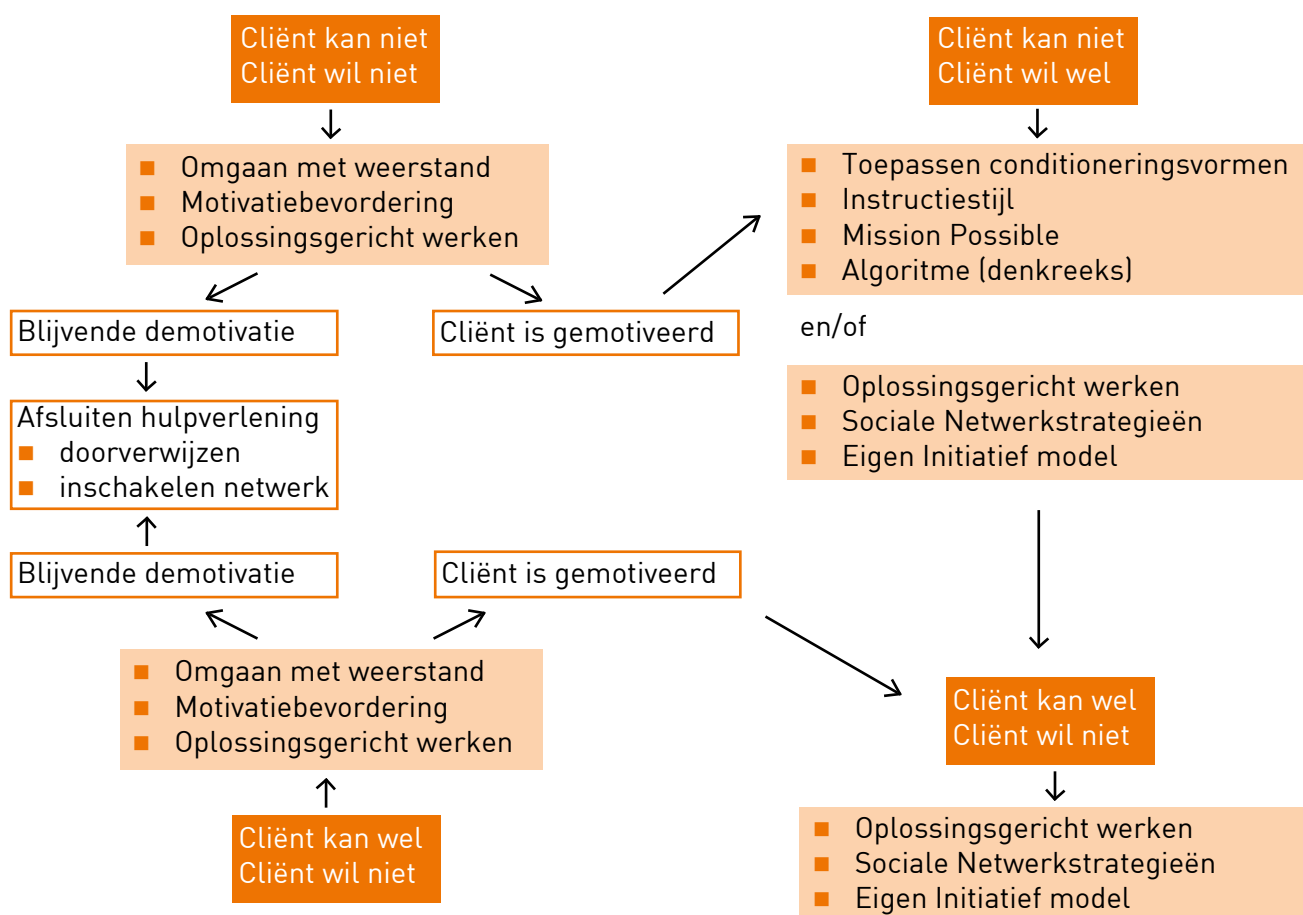 Cliënt kan niet
Cliënt wil niet
■ Omgaan met weerstand
■ Motivatiebevordering
■ Oplossingsgericht werken
Blijvende demotivatie
Cliënt is gemotiveerd
Afsluiten hulpverlening
■ doorverwijzen
■ inschakelen netwerk
Blijvende demotivatie
Cliënt is gemotiveerd
■ Omgaan met weerstand
■ Motivatiebevordering
■ Oplossingsgericht werken
Cliënt kan wel
Cliënt wil niet
Cliënt kan niet
Cliënt wil wel
■ Toepassen conditioneringsvormen
■ Instructiestijl
■ Mission Possible
■ Algoritme (denkreeks)
en/of
■ Oplossingsgericht werken
■ Sociale Netwerkstrategieën
■ Eigen Initiatief model
Cliënt kan wel
Cliënt wil niet
■ Oplossingsgericht werken
■ Sociale Netwerkstrategieën
■ Eigen Initiatief model